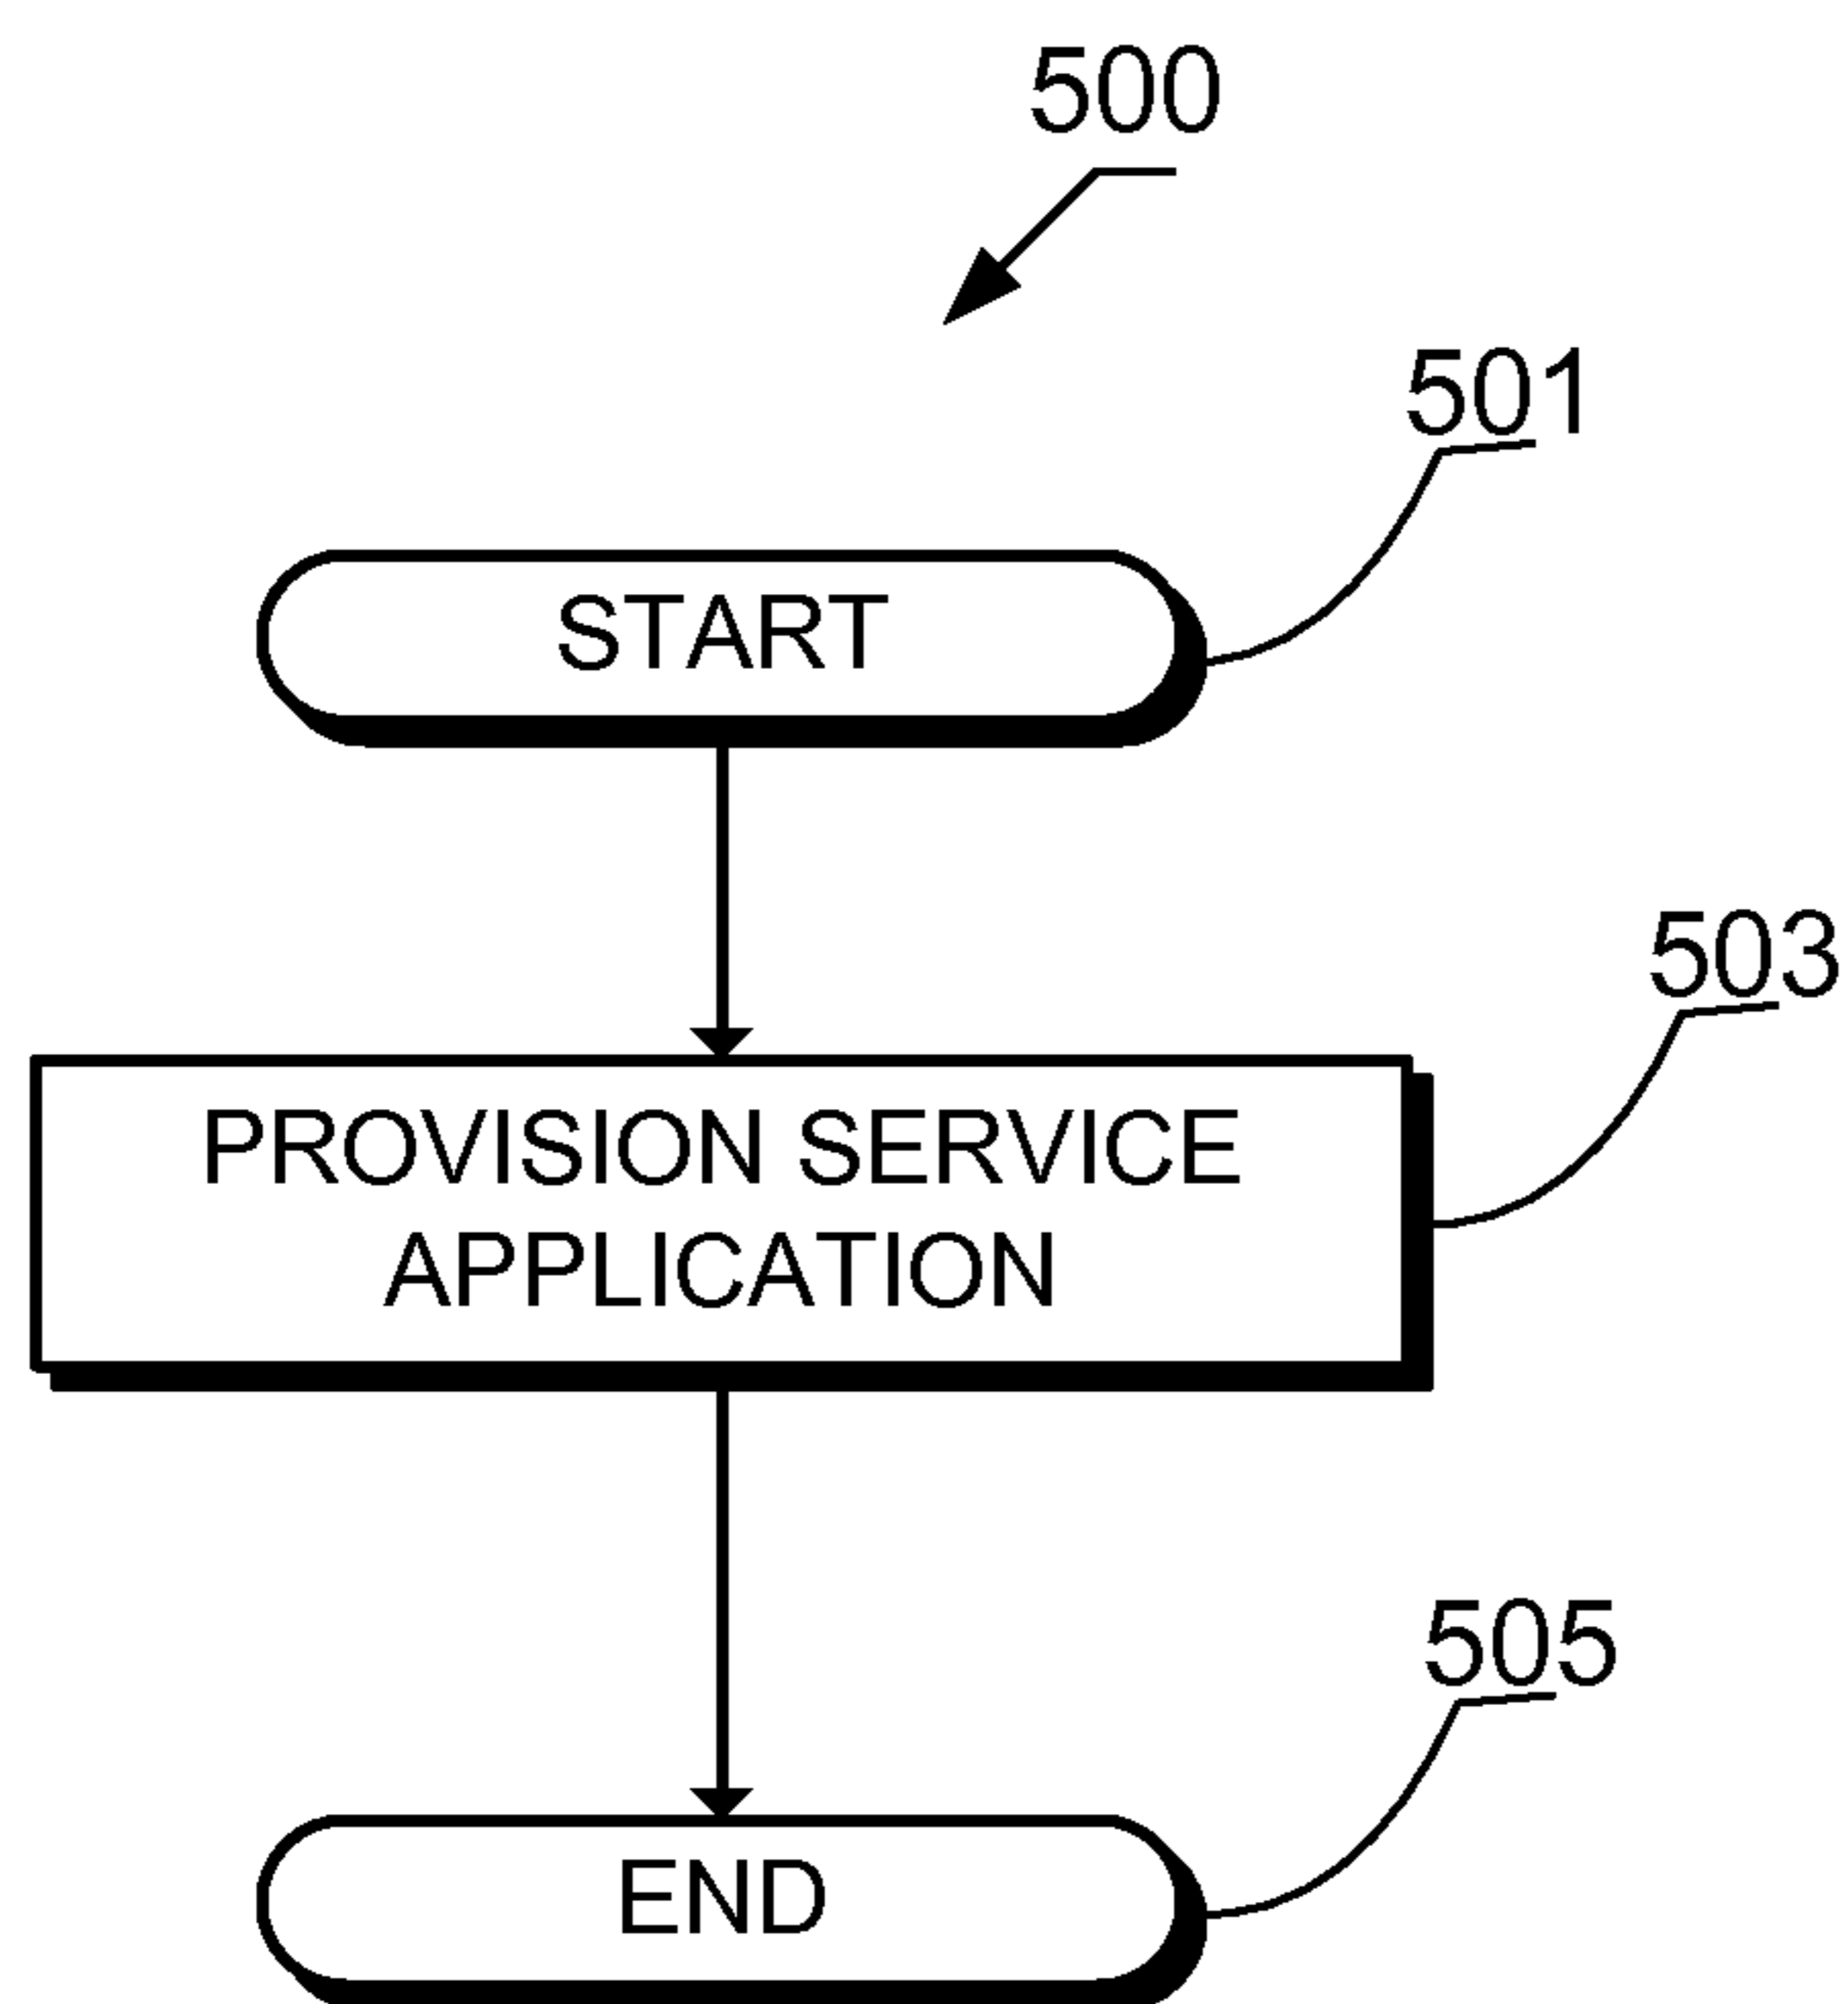 500
501
START
503
PROVISION SERVICE
APPLICATION
505
END